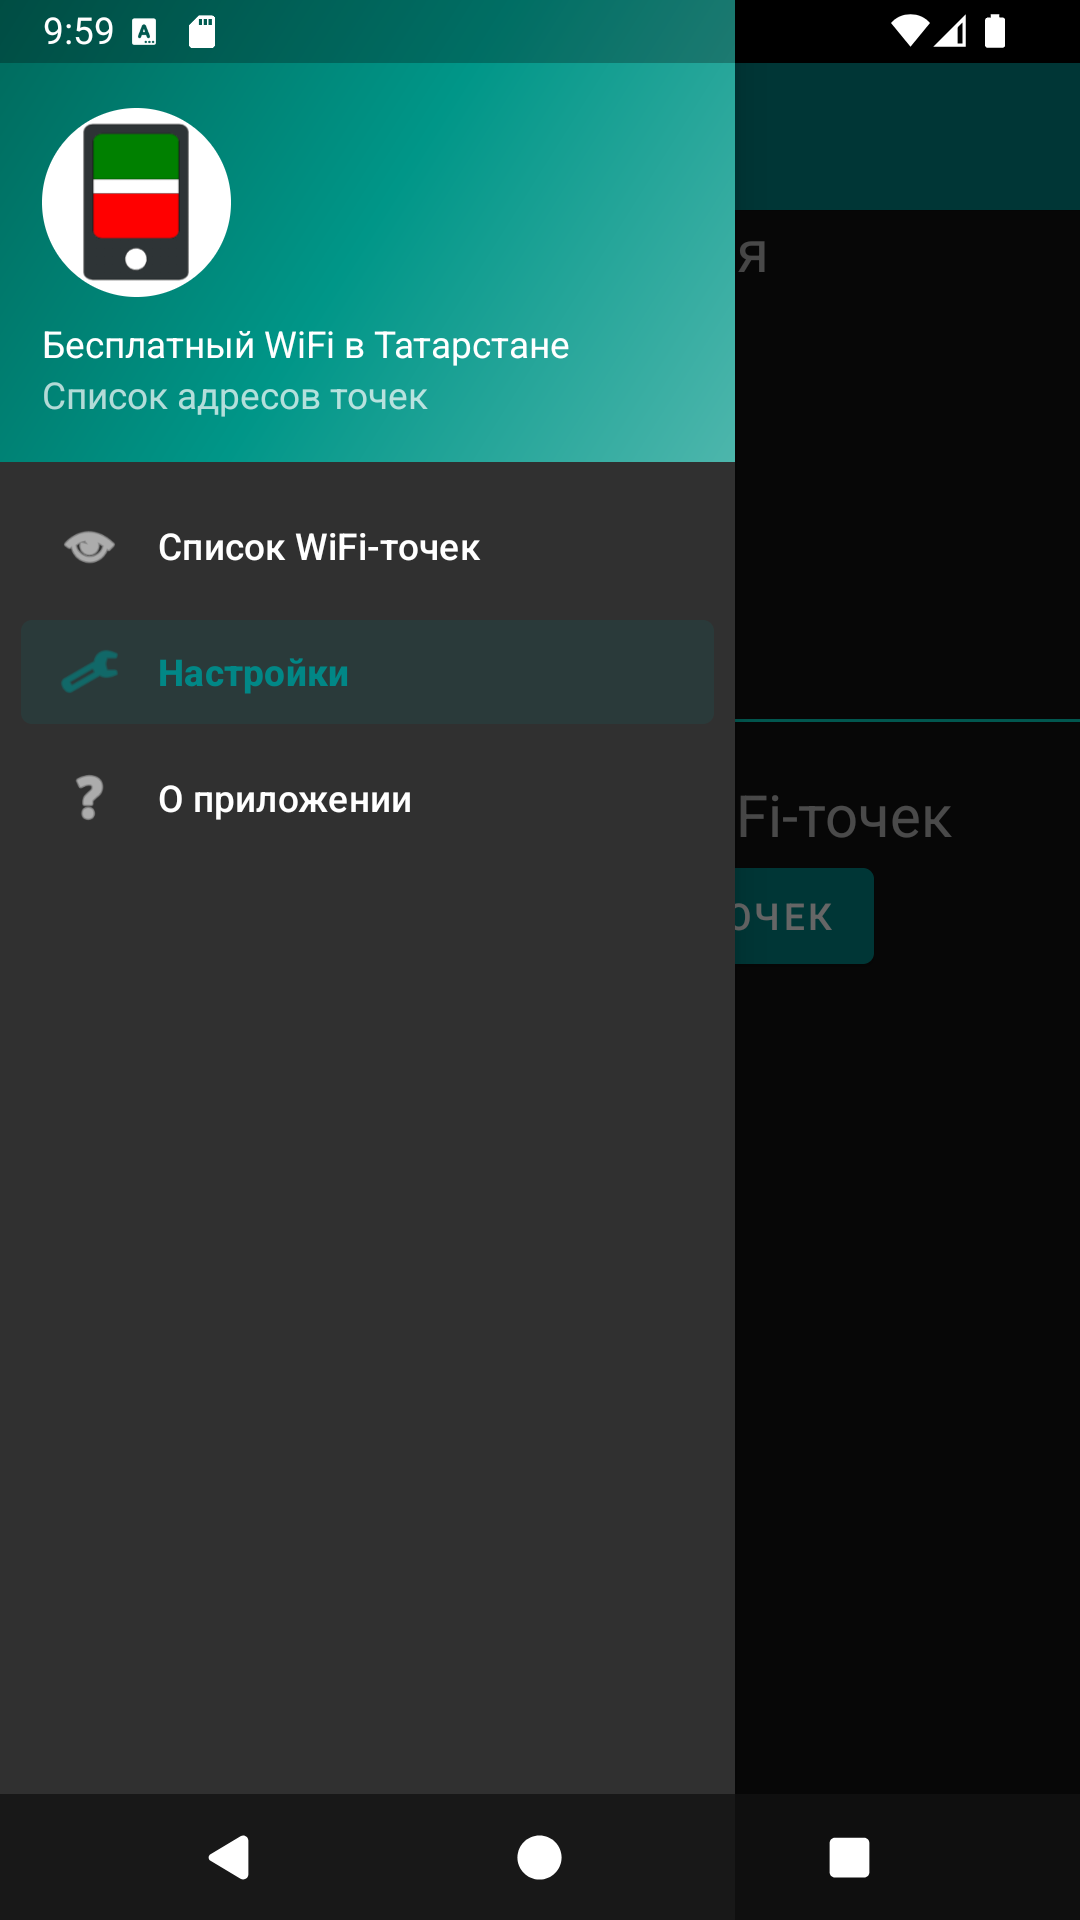 9:59
Бесплатный WiFi в Татарстане
Список адресов точек
Список WiFi-точек
Настройки
О приложении
я
Fi-точек
ОЧЕК